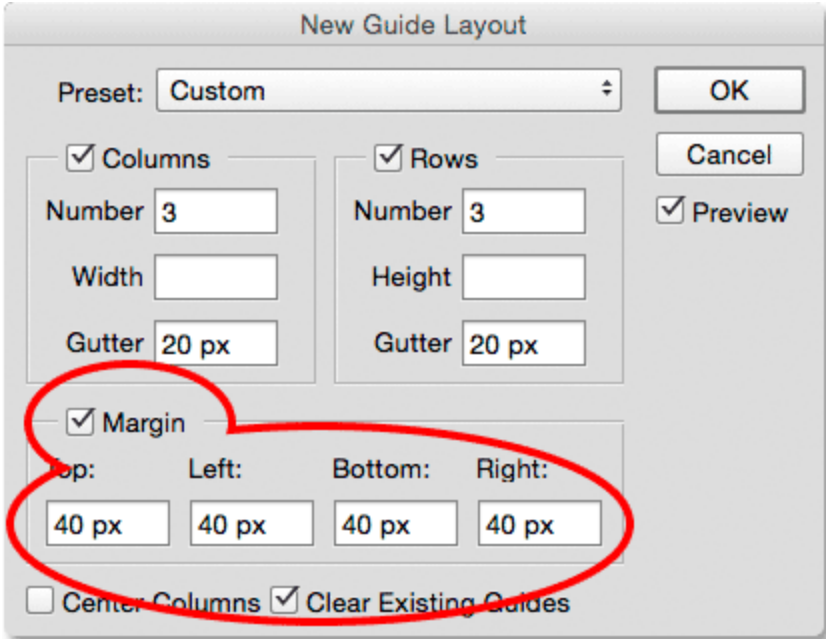 New Guide Layout
Preset: Custom OK
Cancel
Columns Rows Preview
Number 3 Number 3
Width Height
Gutter 20 px Gutter 20 px
Margin
Top: Left: Bottom: Right:
40 px 40 px 40 px 40 px
Center Columns Clear Existing Guides